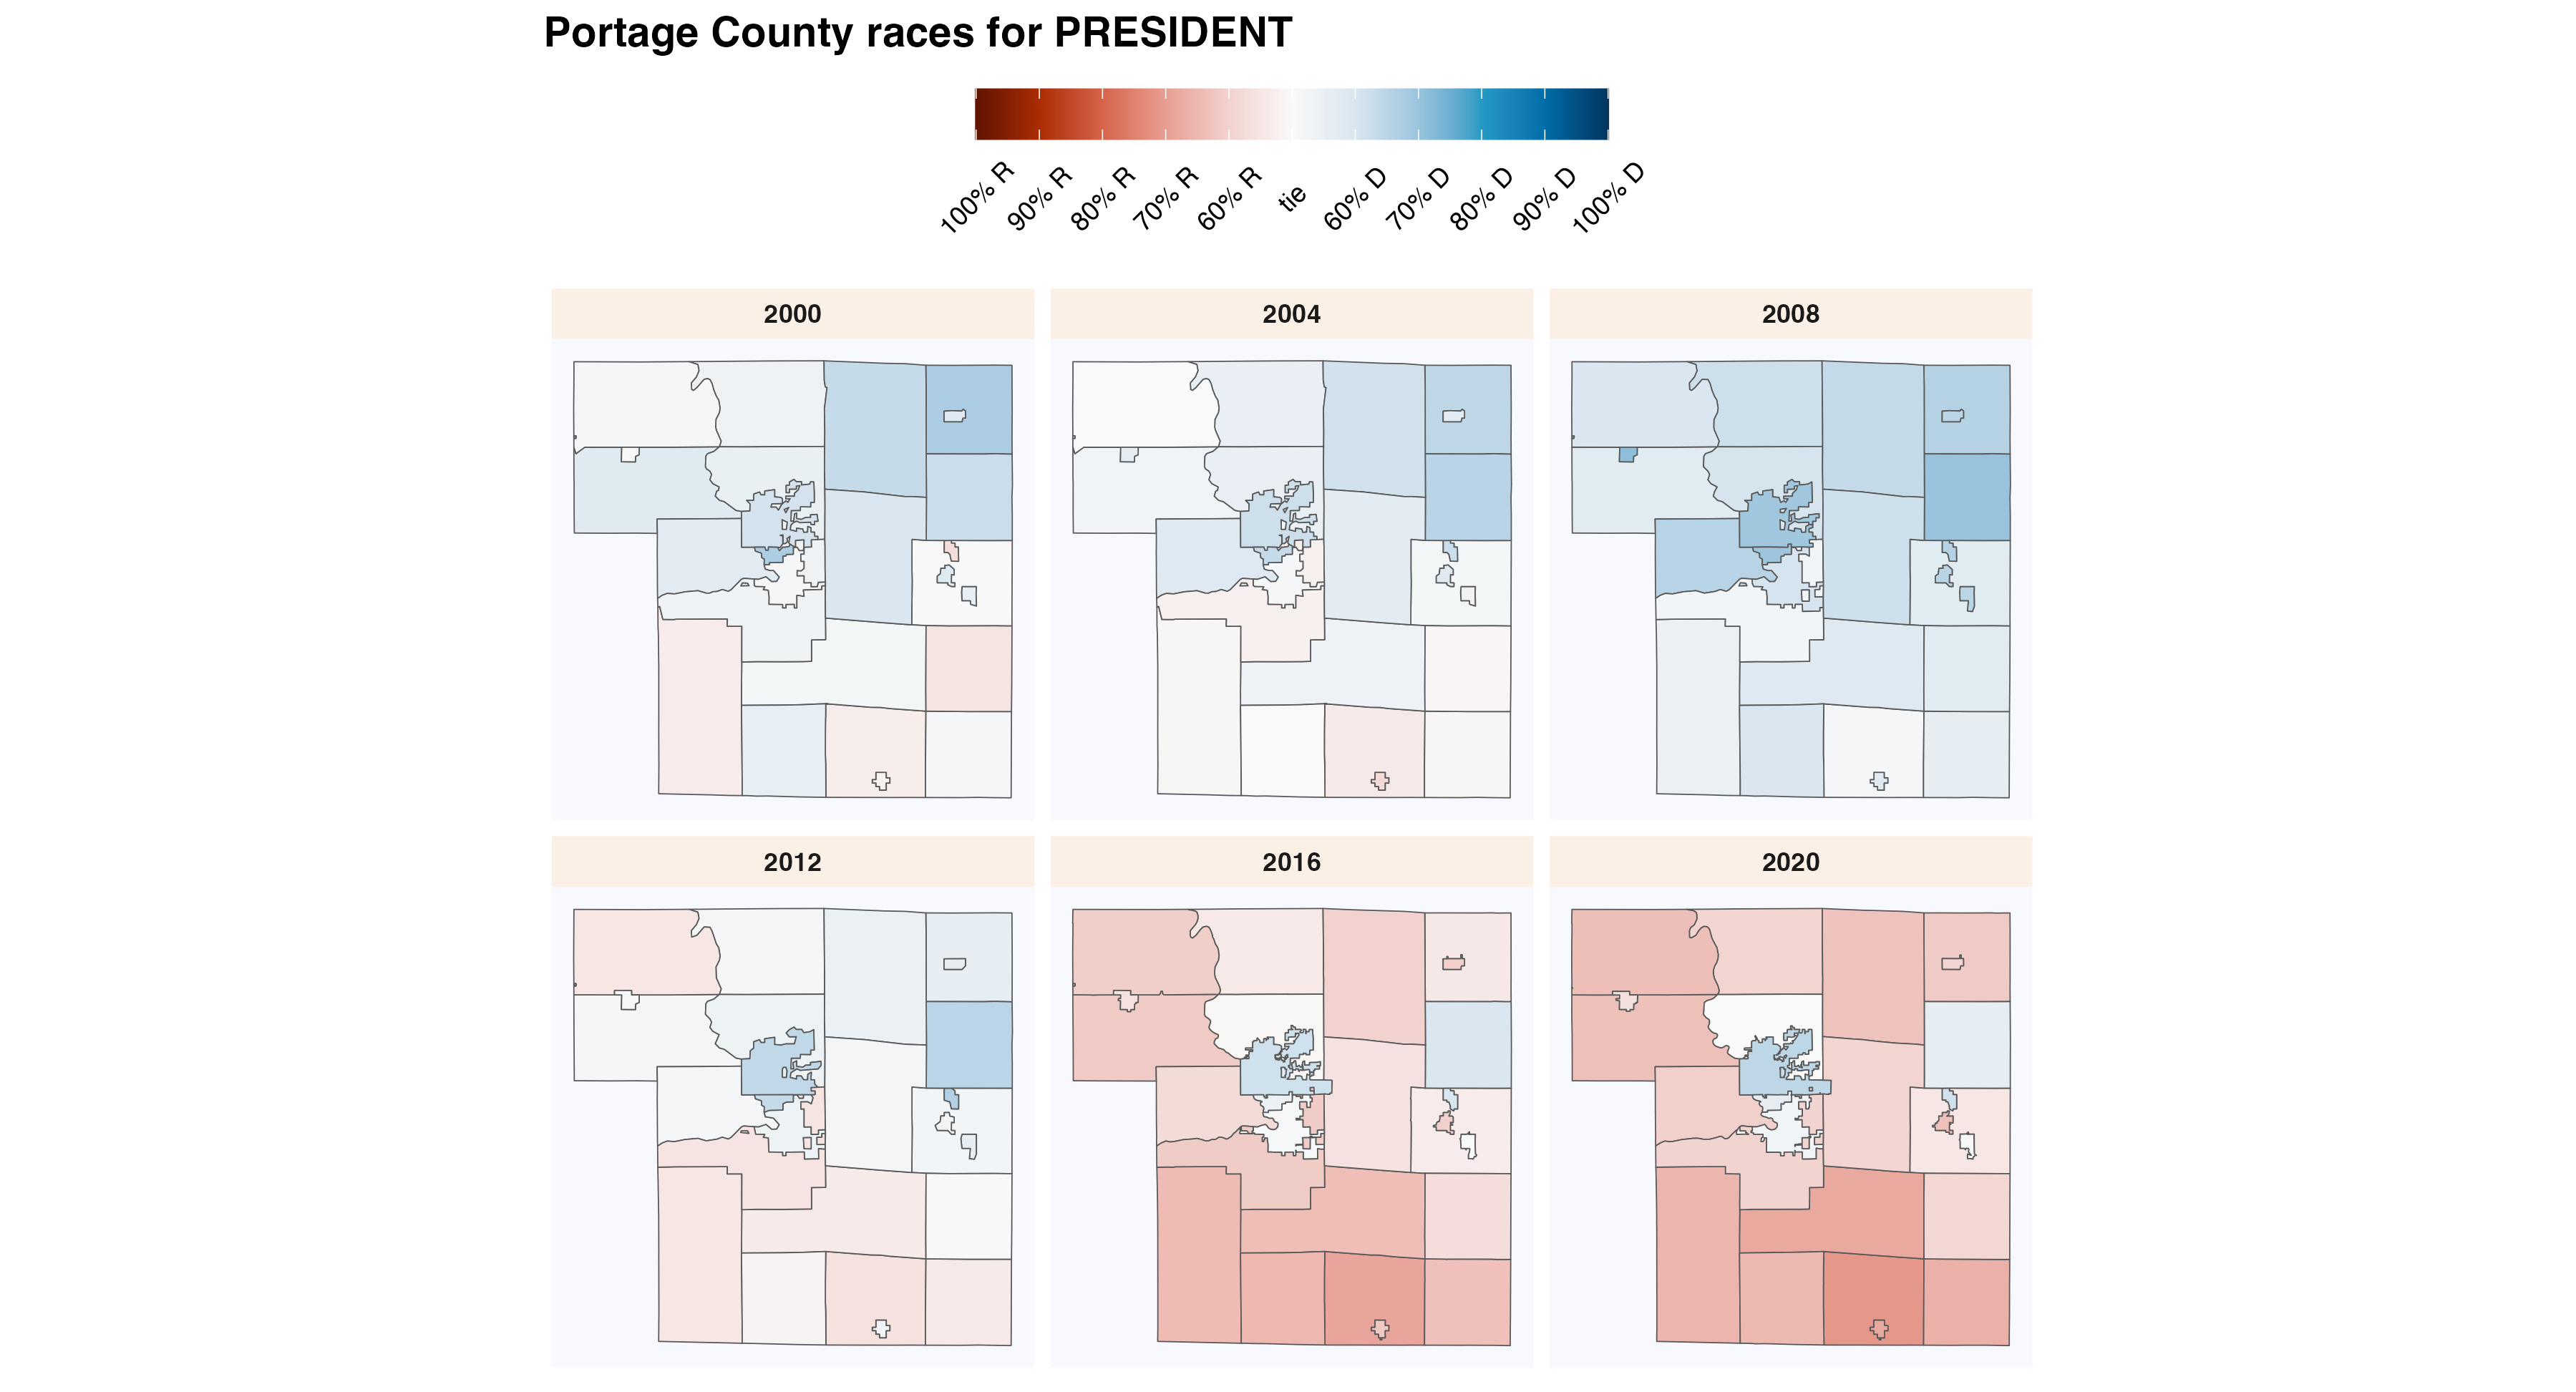 Portage County races for PRESIDENT
100% R
90% R
80% R
70% R
60% R
tie
60% D
70% D
80% D
90% D
100% D
2000
2004
2008
2012
2016
2020